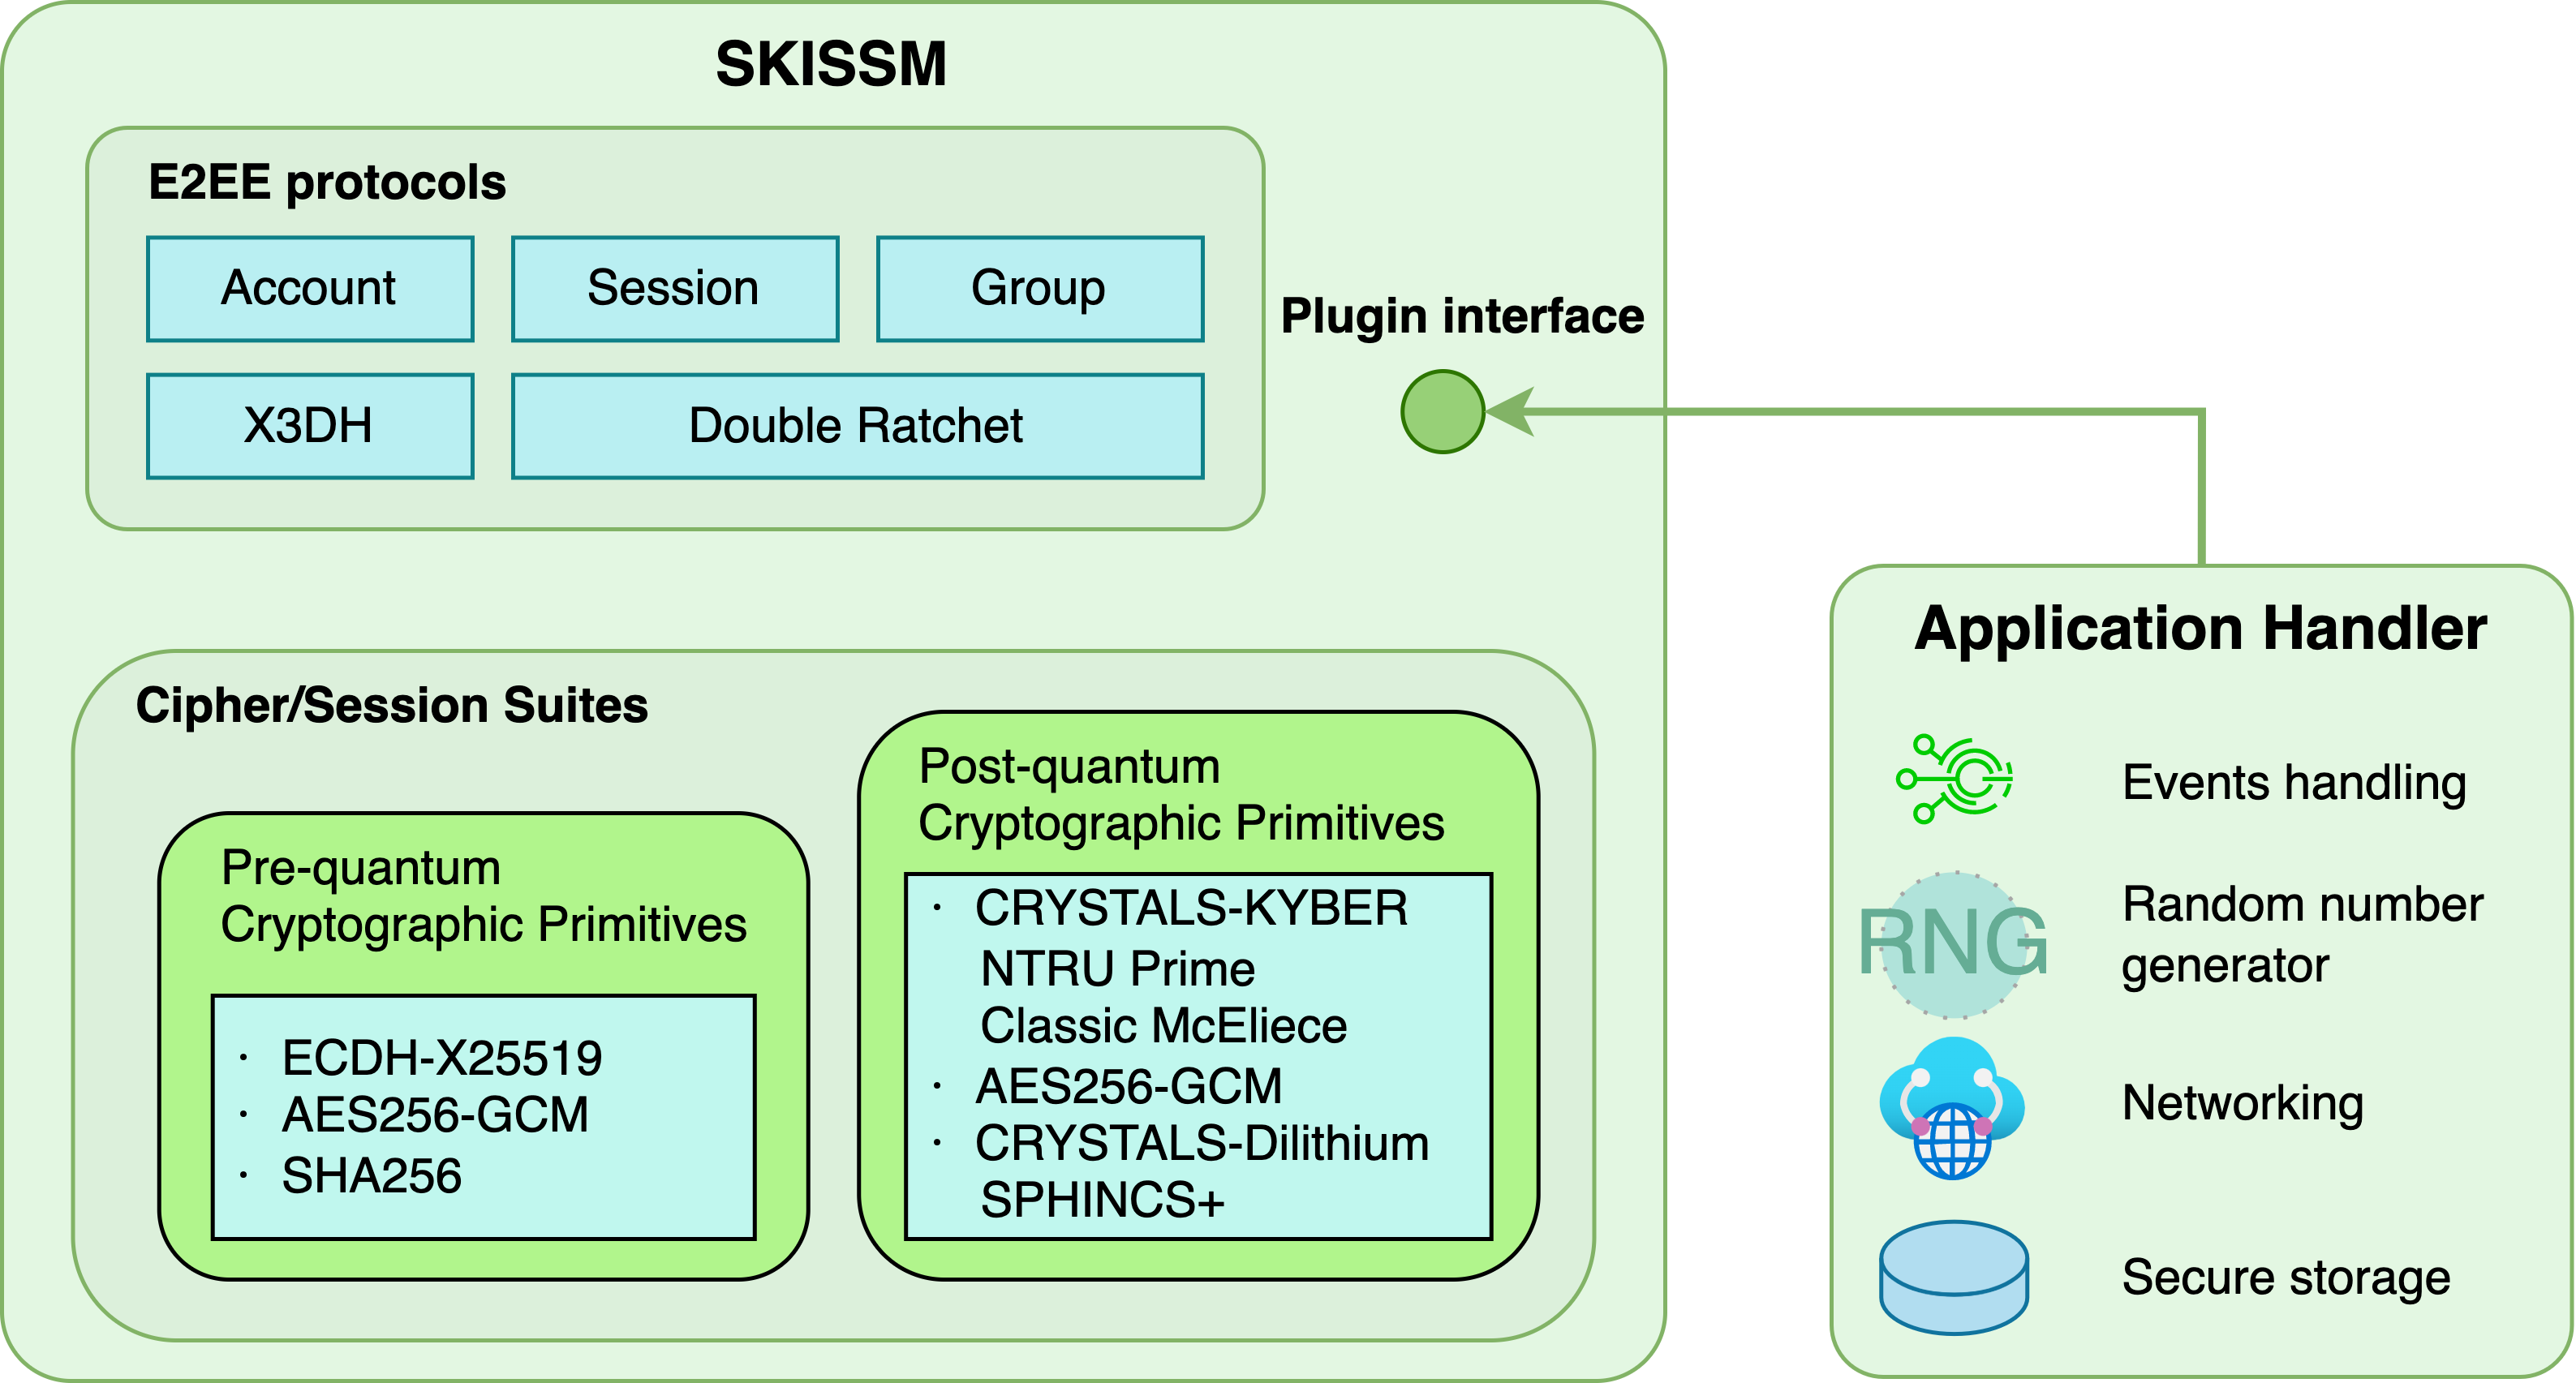 SKISSM
E2EE protocols
Account
Session
Group
X3DH
Double Ratchet
Plugin interface
Cipher/Session Suites
Pre-quantum
Cryptographic Primitives
· ECDH-X25519
· AES256-GCM
· SHA256
Post-quantum
Cryptographic Primitives
· CRYSTALS-KYBER
NTRU Prime
Classic McEliece
· AES256-GCM
· CRYSTALS-Dilithium
SPHINCS+
Application Handler
Events handling
RNG
Random number
generator
Networking
Secure storage